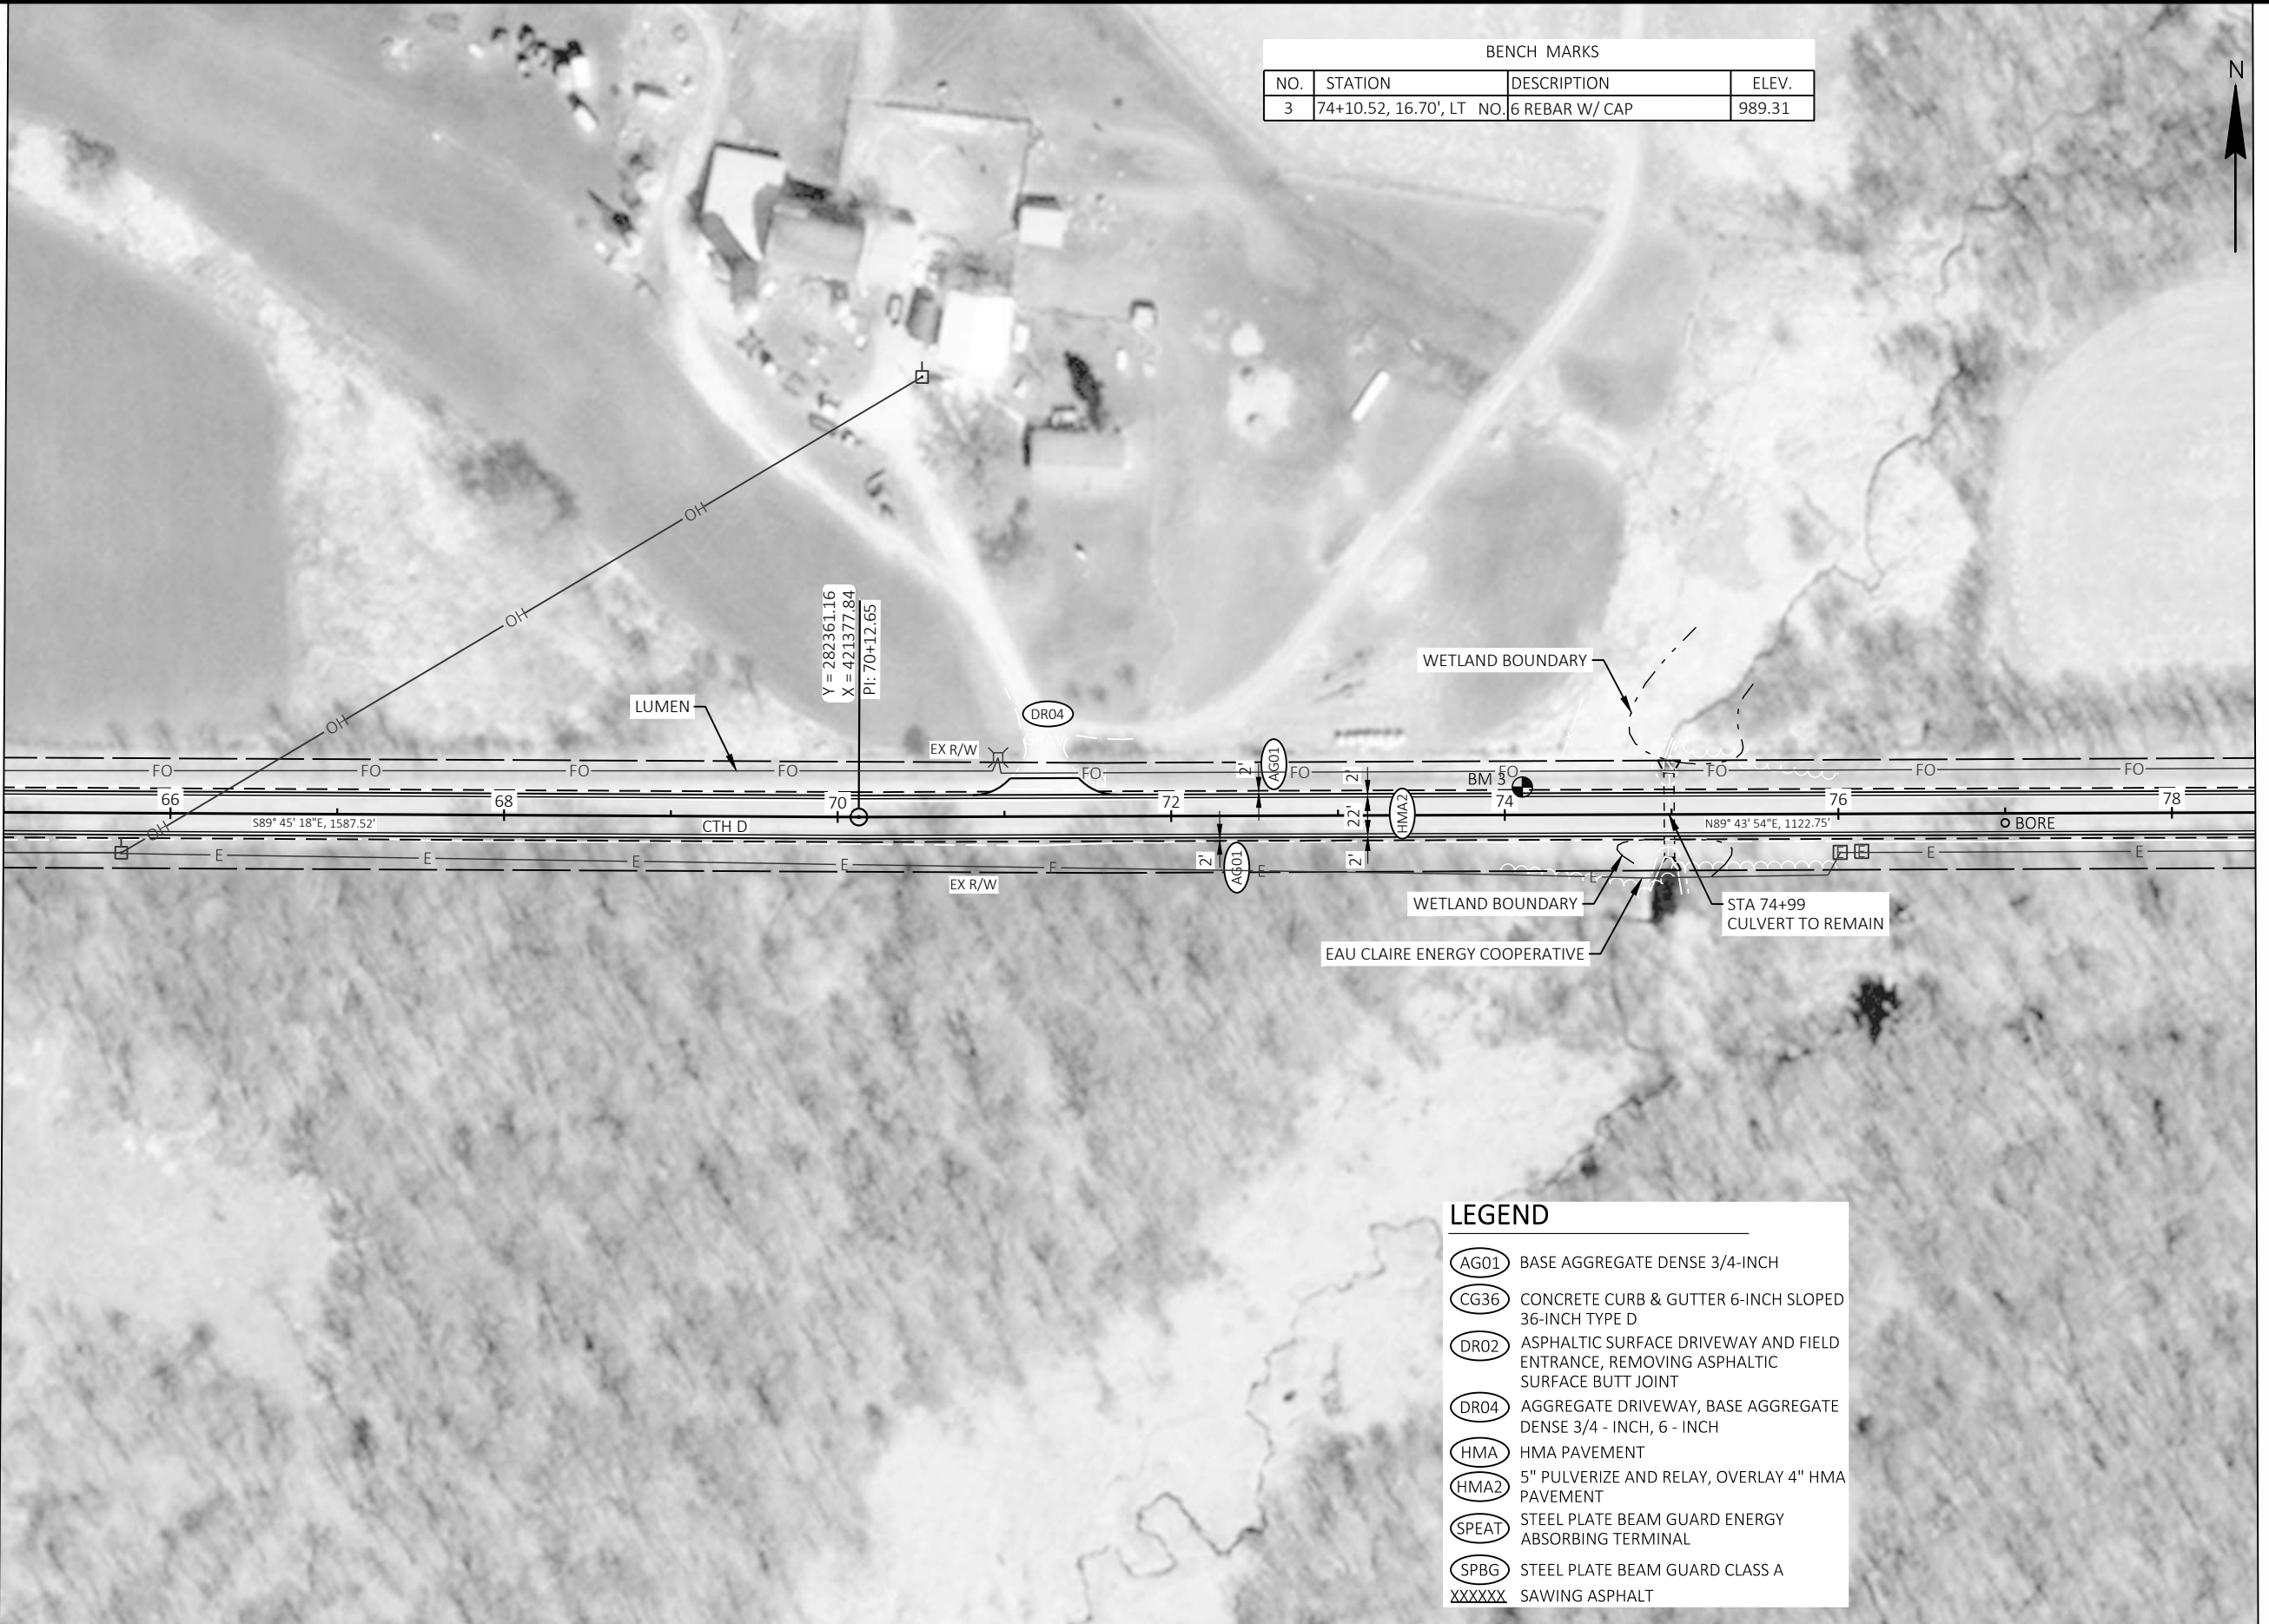 BENCH MARKS
NO. STATION DESCRIPTION ELEV.
3 74+10.52, 16.70', LT NO. 6 REBAR W/ CAP 989.31
N
OH
OH
OH
OH
Y = 282361.16
X = 421377.84
PI: 70+12.65
WETLAND BOUNDARY
LUMEN
DR04
EX R/W
AG01
2'
2'
FO FO FO FO FO FO FO FO FO FO
BM 3
66 68 70 72 74 76 78
HMA2
22'
S89° 45' 18"E, 1587.52'
CTH D
N89° 43' 54"E, 1122.75'
BORE
E E E E E E E E E E E
2'
AG01
2'
EX R/W
WETLAND BOUNDARY
STA 74+99
CULVERT TO REMAIN
EAU CLAIRE ENERGY COOPERATIVE
LEGEND
AG01 BASE AGGREGATE DENSE 3/4-INCH
CG36 CONCRETE CURB & GUTTER 6-INCH SLOPED
36-INCH TYPE D
DR02 ASPHALTIC SURFACE DRIVEWAY AND FIELD
ENTRANCE, REMOVING ASPHALTIC
SURFACE BUTT JOINT
DR04 AGGREGATE DRIVEWAY, BASE AGGREGATE
DENSE 3/4 - INCH, 6 - INCH
HMA HMA PAVEMENT
HMA2 5" PULVERIZE AND RELAY, OVERLAY 4" HMA
PAVEMENT
SPEAT STEEL PLATE BEAM GUARD ENERGY
ABSORBING TERMINAL
SPBG STEEL PLATE BEAM GUARD CLASS A
XXXXXX SAWING ASPHALT